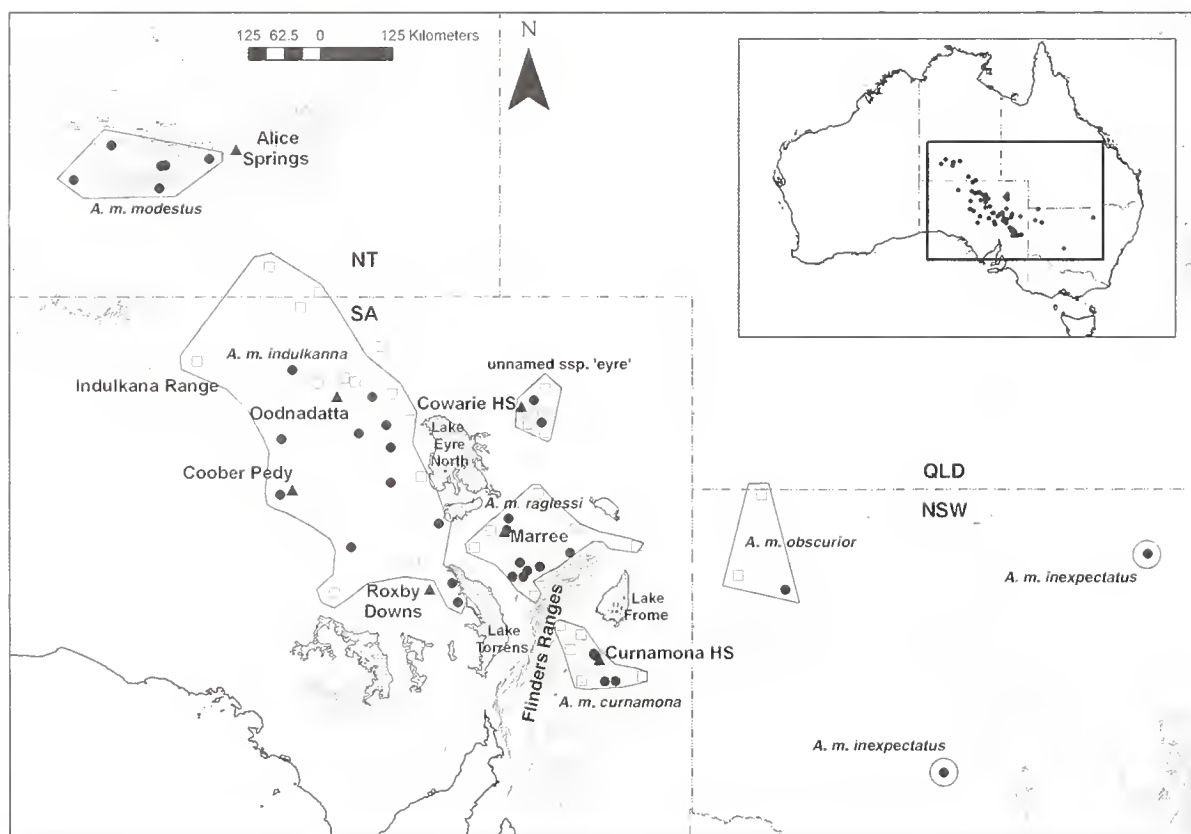 125 62.5 0 125 Kilometers
N
Alice
Springs
A. m. modestus
NT
SA
A. m. indulkanna
Indulkana Range
Oodnadatta
unnamed ssp. 'eyre'
Cowarie HS
Lake
Eyre
North
Coober Pedy
QLD
NSW
A. m. raglessi
Marree
A. m. obscurior
A. m. inexpectatus
Roxby
Downs
Lake
Frome
Lake
Torrens
Flinders Ranges
Curnamona HS
A. m. curnamona
A. m. inexpectatus